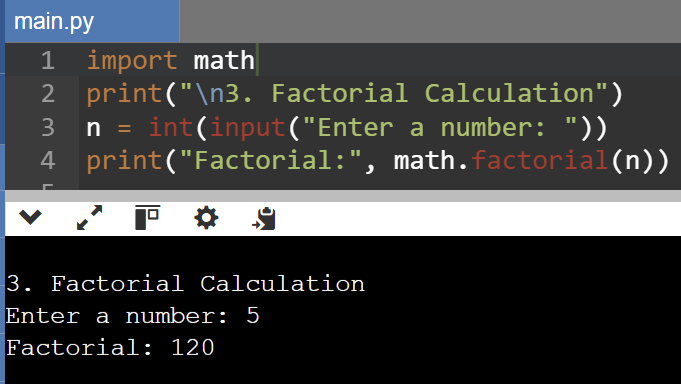 main.py
1 import math
2 print("\n3. Factorial Calculation")
3 n = int(input("Enter a number: "))
4 print("Factorial:", math.factorial(n))
5
3. Factorial Calculation
Enter a number: 5
Factorial: 120